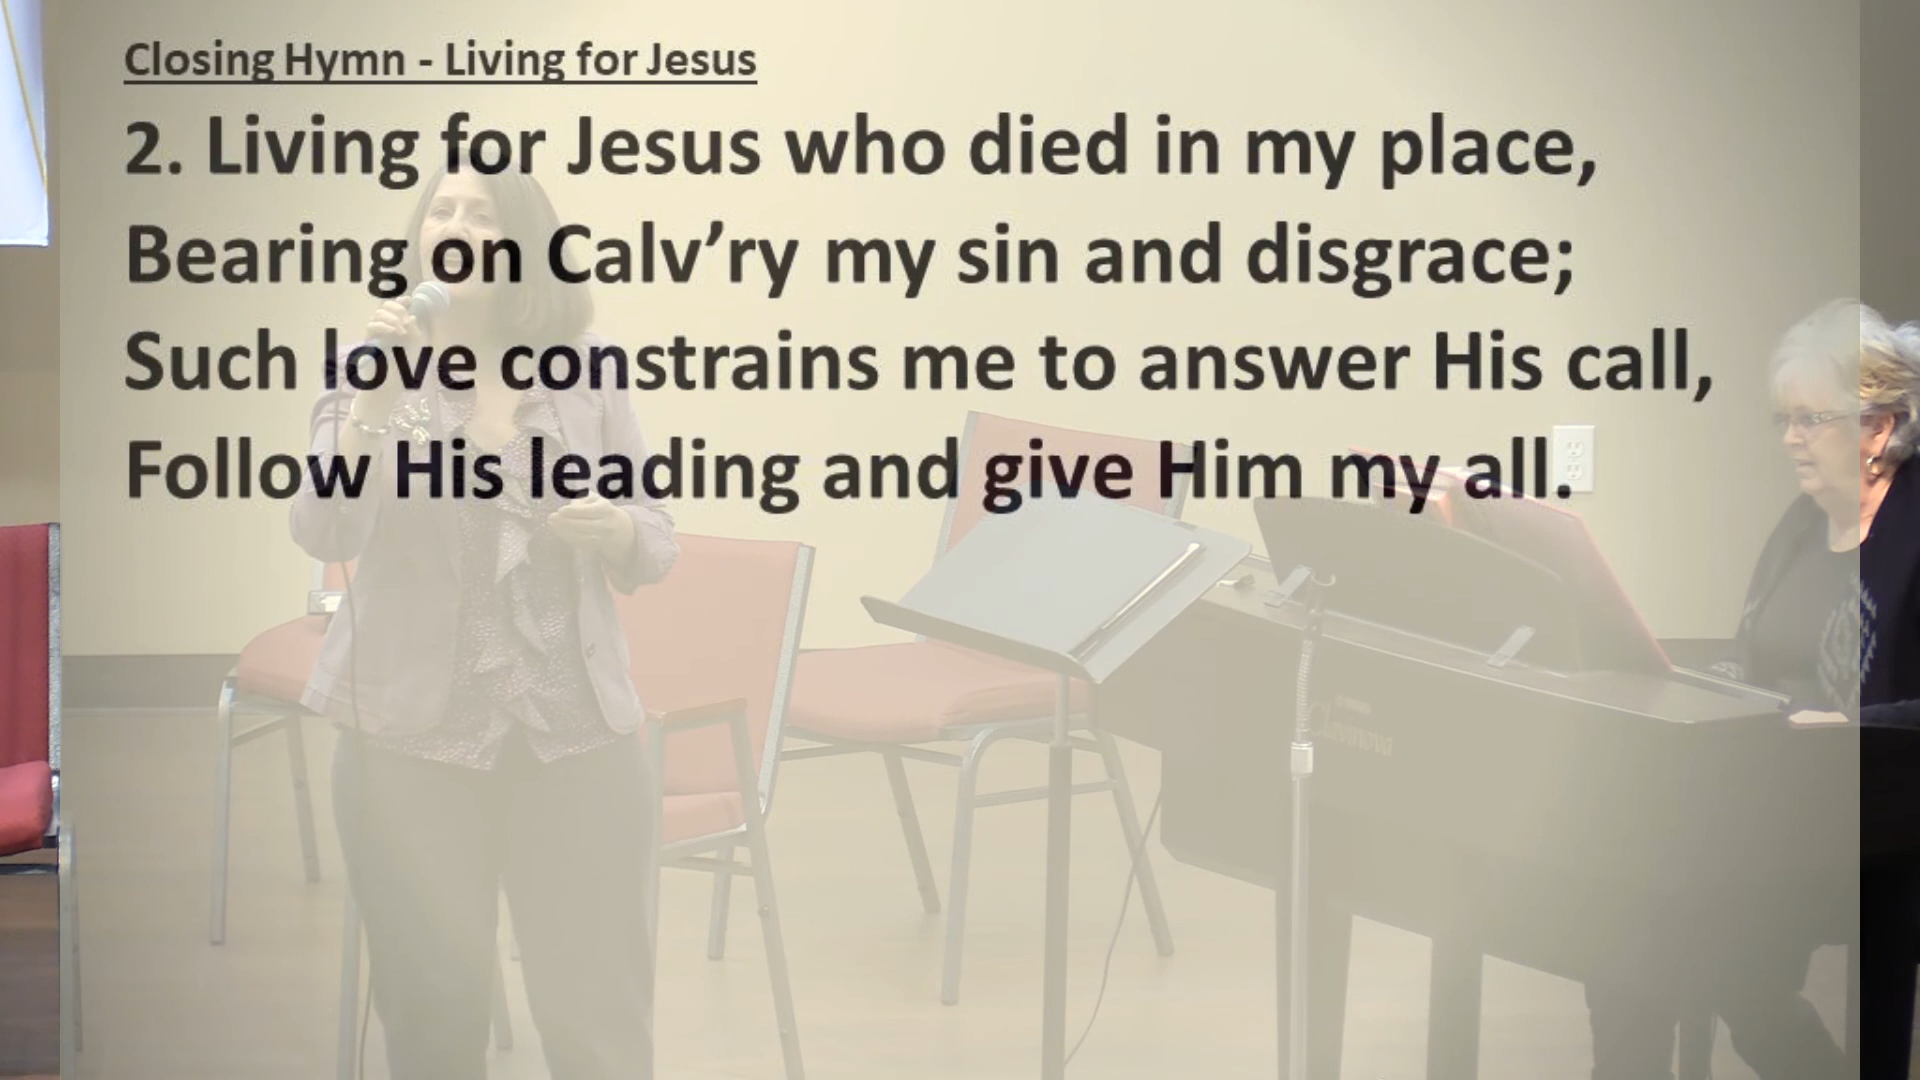 Closing Hymn - Living for Jesus
2. Living for Jesus who died in my place,
Bearing on Calv’ry my sin and disgrace;
Such love constrains me to answer His call,
Follow His leading and give Him my all.
Clavinova